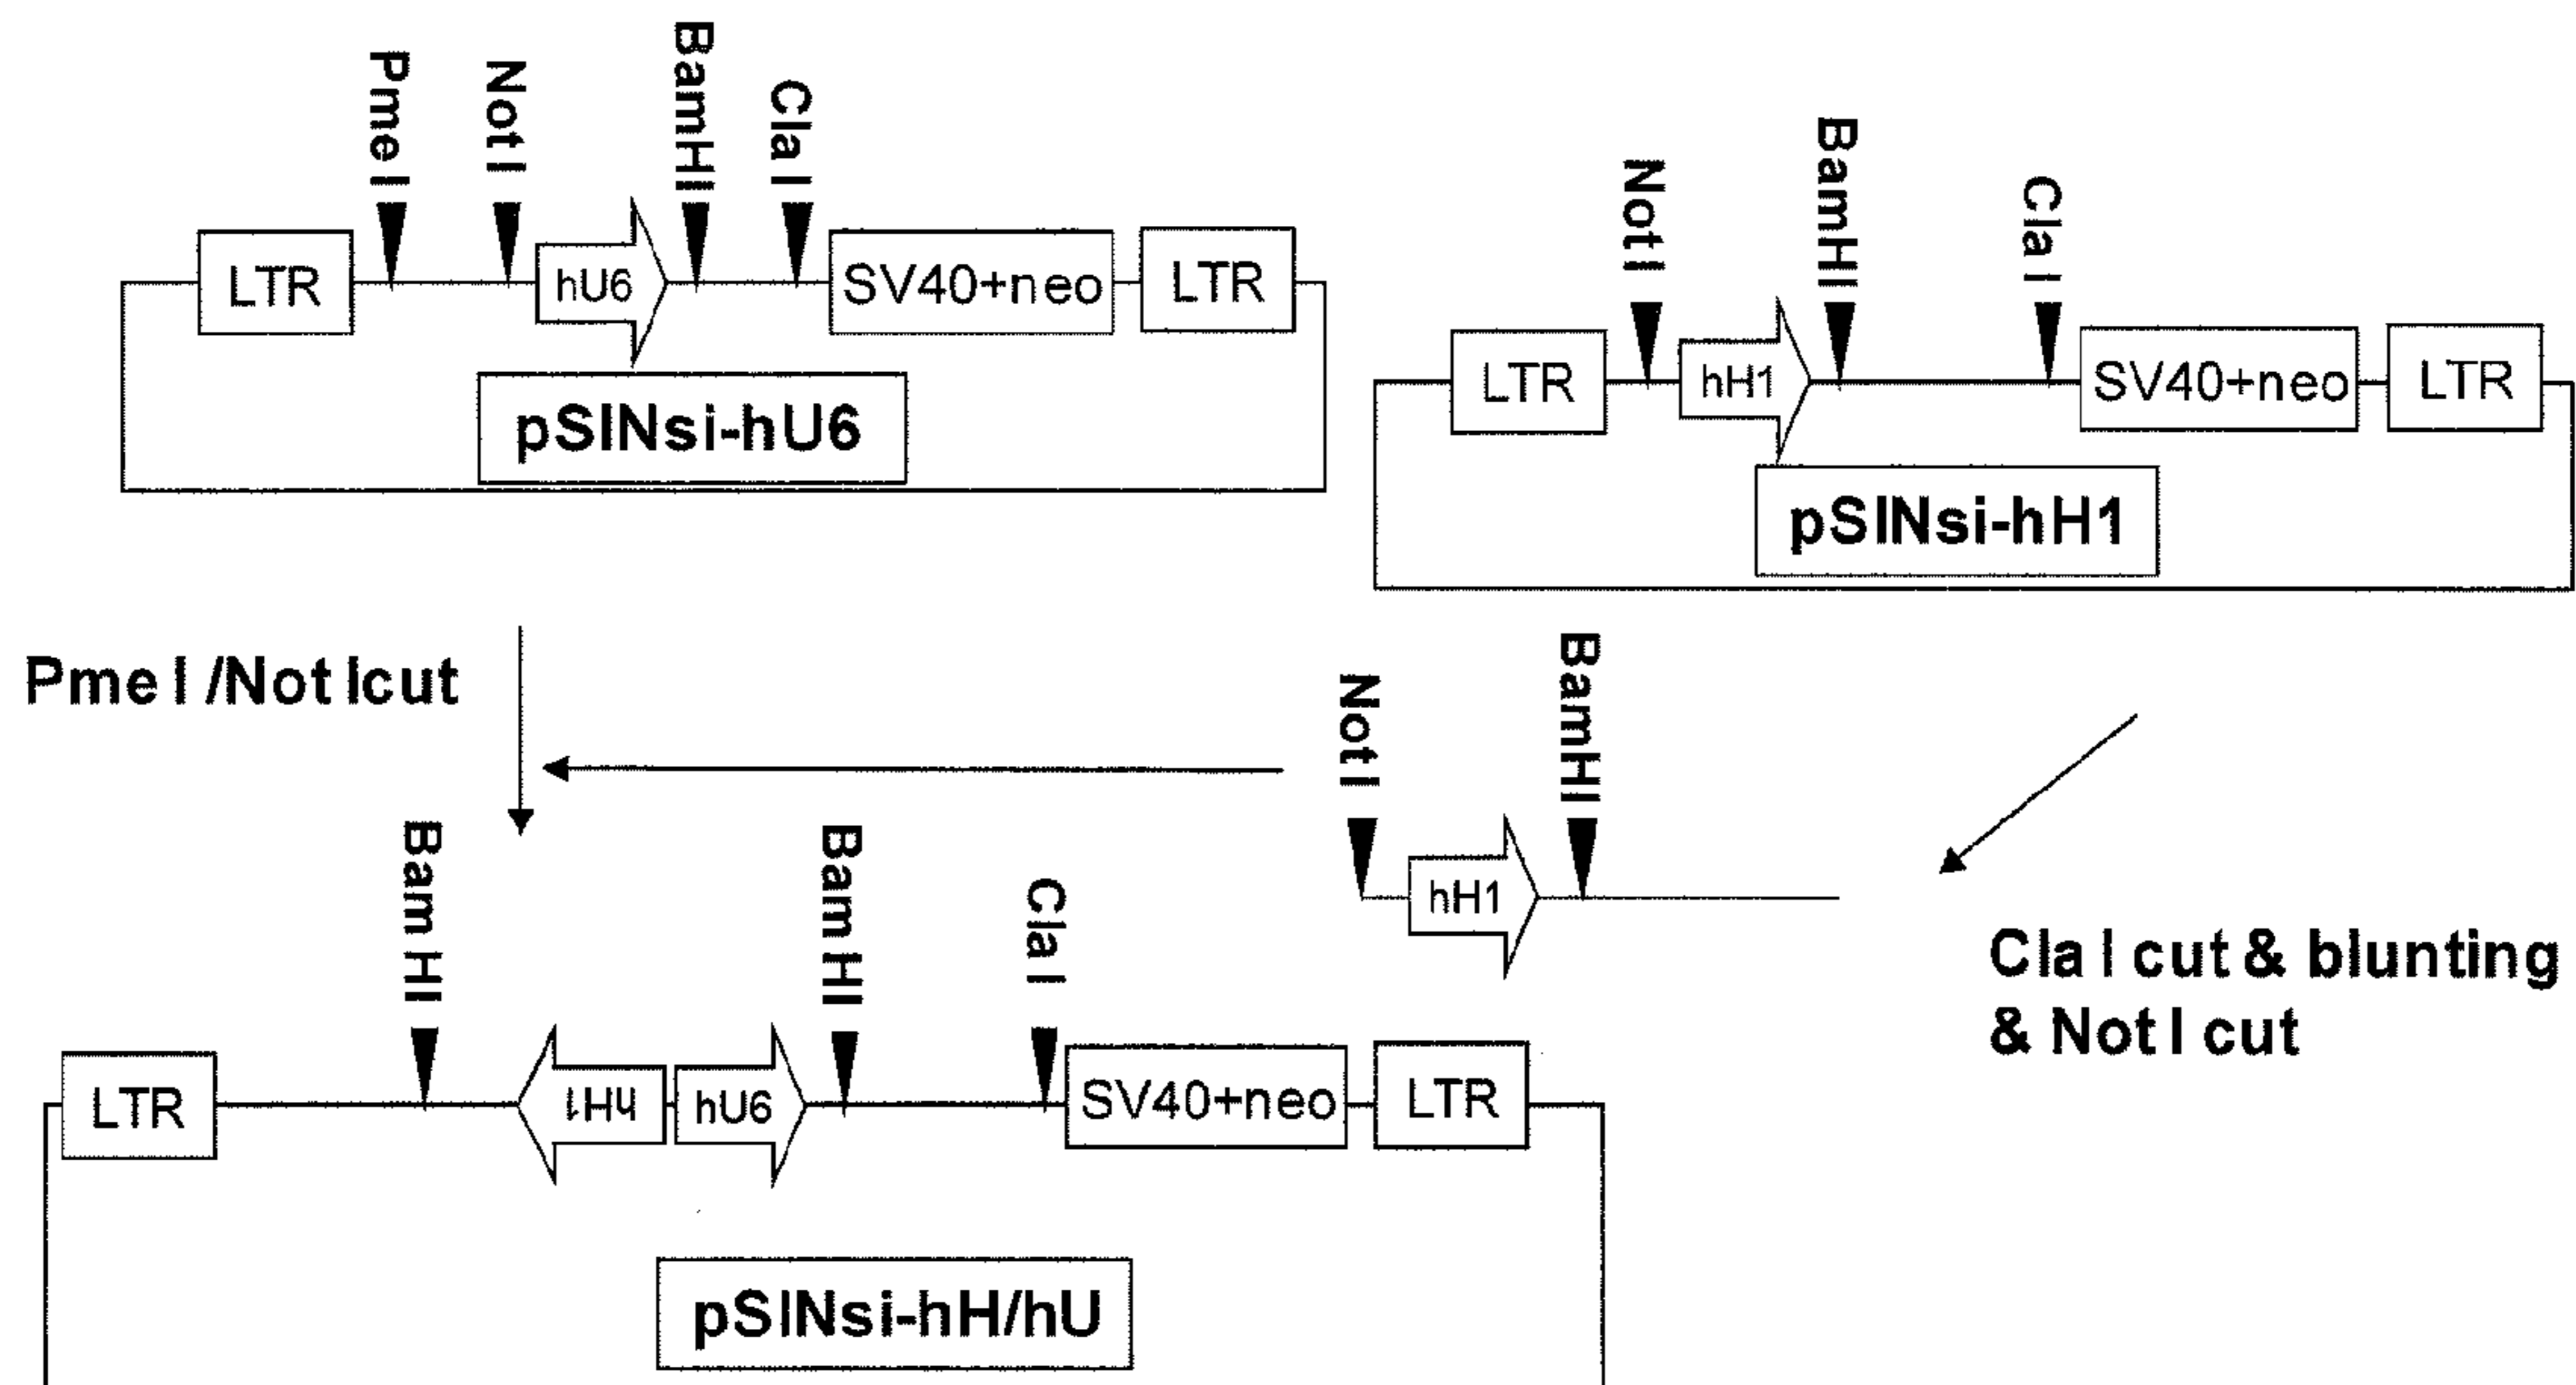 Pme I
Not I
BamHI
Cla I
LTR
hU6
SV40+neo
LTR
pSINsi-hU6
Not I
BamHI
Cla I
LTR
hH1
SV40+neo
LTR
pSINsi-hH1
Pme I /Not Icut
Not I
BamHI
hH1
Cla I cut & blunting
& Not I cut
Bam HI
Bam HI
Cla I
LTR
hH1
hU6
SV40+neo
LTR
pSINsi-hH/hU